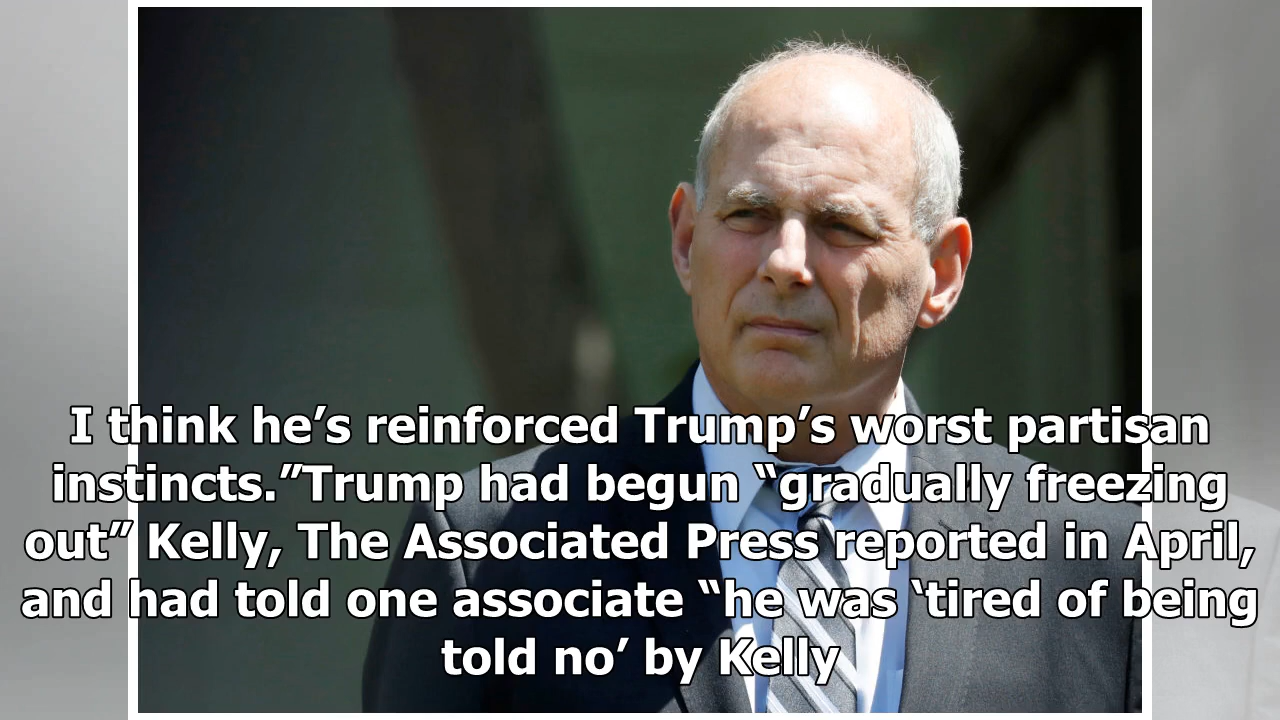 I think he’s reinforced Trump’s worst partisan
instincts.”Trump had begun “gradually freezing
out” Kelly, The Associated Press reported in April,
and had told one associate “he was ‘tired of being
told no’ by Kelly